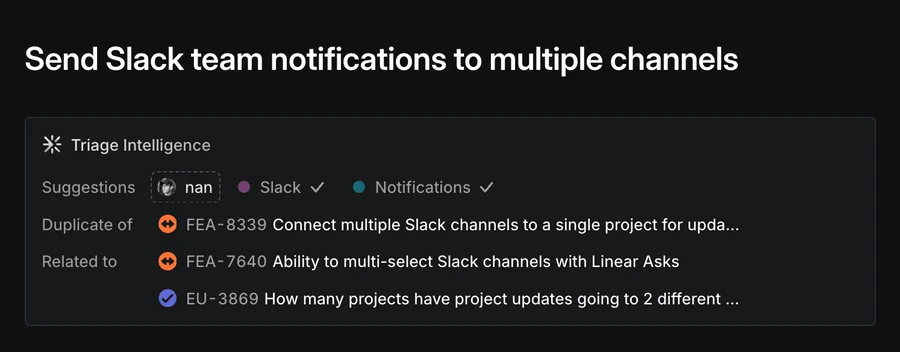 Send Slack team notifications to multiple channels
Triage Intelligence
Suggestions nan Slack Notifications
Duplicate of FEA-8339 Connect multiple Slack channels to a single project for upda...
Related to FEA-7640 Ability to multi-select Slack channels with Linear Asks
EU-3869 How many projects have project updates going to 2 different ...